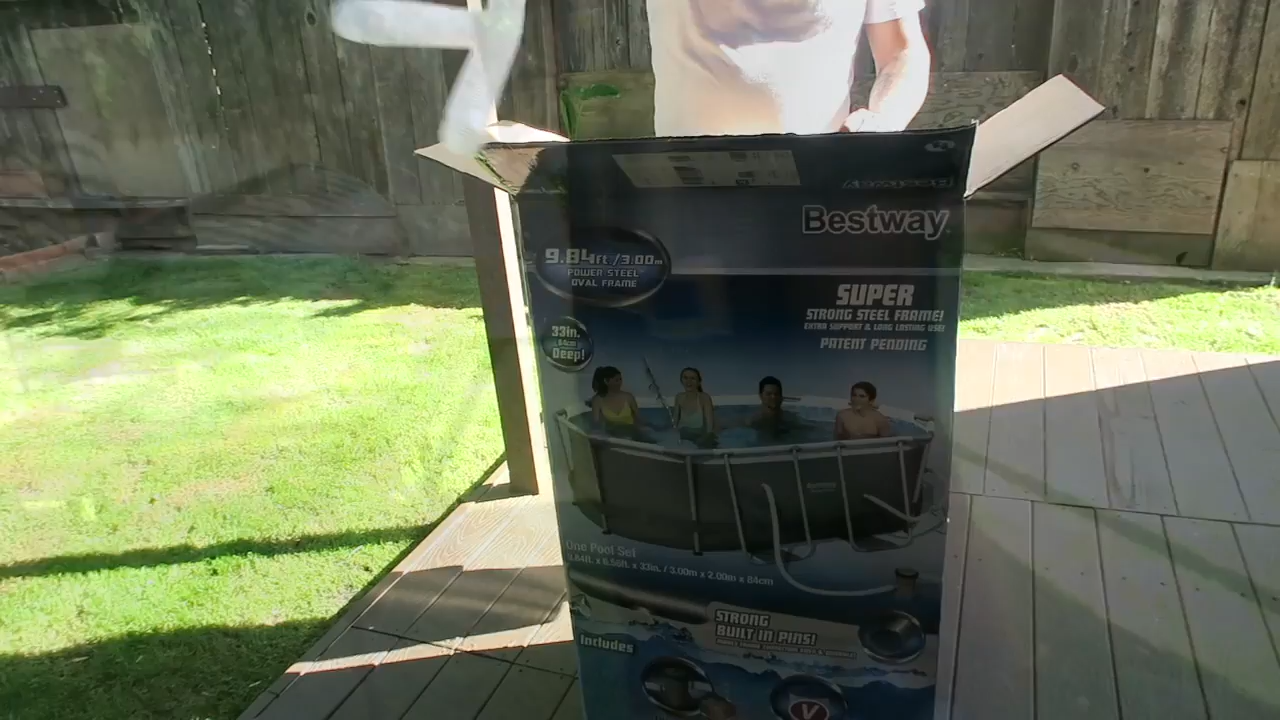 Bestway
Bestway
9.84ft./3.00m
POWER STEEL
OVAL FRAME
SUPER
STRONG STEEL FRAME!
EXTRA SUPPORT & LONG LASTING USE!
PATENT PENDING
33in.
84cm
Deep!
One Pool Set
9.84ft. x 6.56ft. x 33in. / 3.00m x 2.00m x 84cm
STRONG
BUILT IN PINS!
Includes